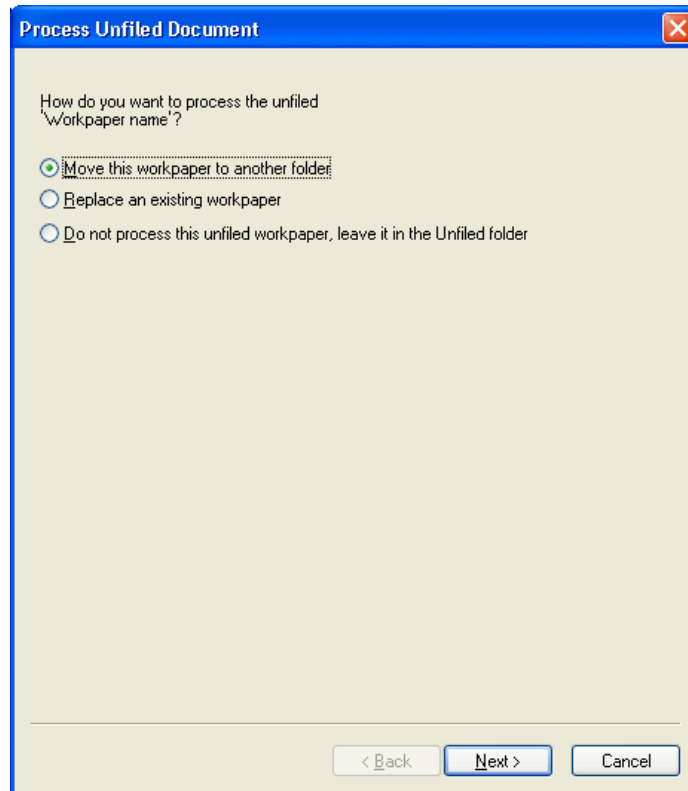 Process Unfiled Document
How do you want to process the unfiled
'Workpaper name'?
Move this workpaper to another folder
Replace an existing workpaper
Do not process this unfiled workpaper, leave it in the Unfiled folder
< Back Next > Cancel